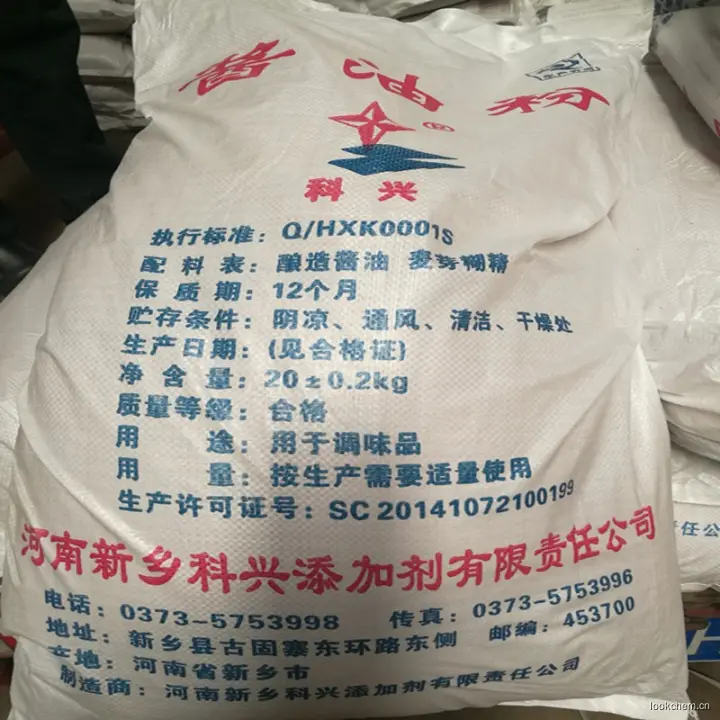 酱油粉
科兴
执行标准：Q/HXK0001S
配料表：酿造酱油 麦芽糊精
保质期：12个月
贮存条件：阴凉、通风、清洁、干燥处
生产日期：(见合格证)
净含量：20±0.2kg
质量等级：合格
用途：用于调味品
用量：按生产需要适量使用
生产许可证号：SC20141072100199
河南新乡科兴添加剂有限责任公司
电话：0373-5753998 传真：0373-5753996
地址：新乡县古固寨东环路东侧 邮编：453700
产地：河南省新乡市
制造商：河南新乡科兴添加剂有限责任公司
责任公司
lookchem.cn